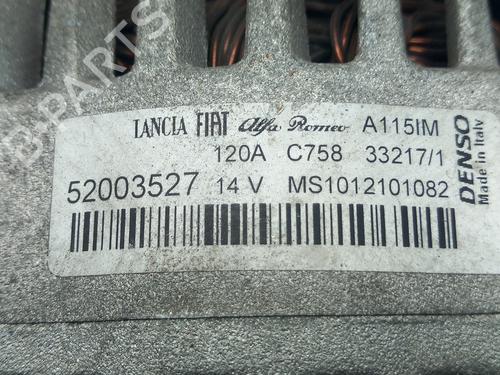 B-PARTS
LANCIA FIAT Alfa Romeo A115IM
120A C758 33217/1
52003527 14 V MS1012101082
DENSO
Made in Italy